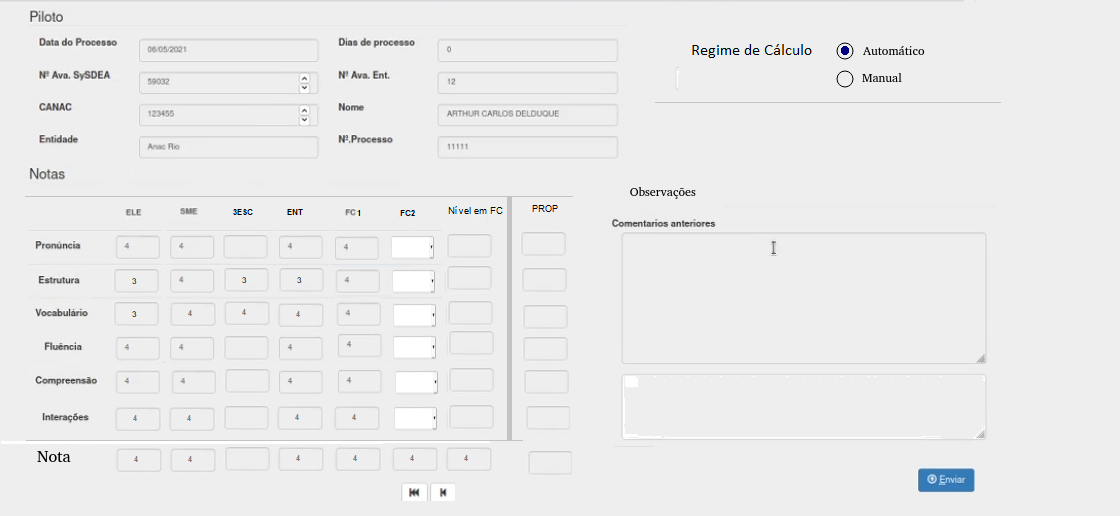 Piloto
Data do Processo 06/05/2021 Dias de processo 0
Regime de Cálculo Automático
Manual
Nº Ava. SySDEA 59032 Nº Ava. Ent. 12
CANAC 123455 Nome ARTHUR CARLOS DELDUQUE
Entidade Anac Rio Nº.Processo 11111
Notas
Observações
ELE SME 3ESC ENT FC1 FC2 Nível em FC PROP
Comentarios anteriores
Pronúncia 4 4 4 4
Estrutura 3 4 3 3 4
Vocabulário 3 4 4 4 4
Fluência 4 4 4 4
Compreensão 4 4 4 4
Interações 4 4 4 4
Nota 4 4 4 4 4 4
Enviar